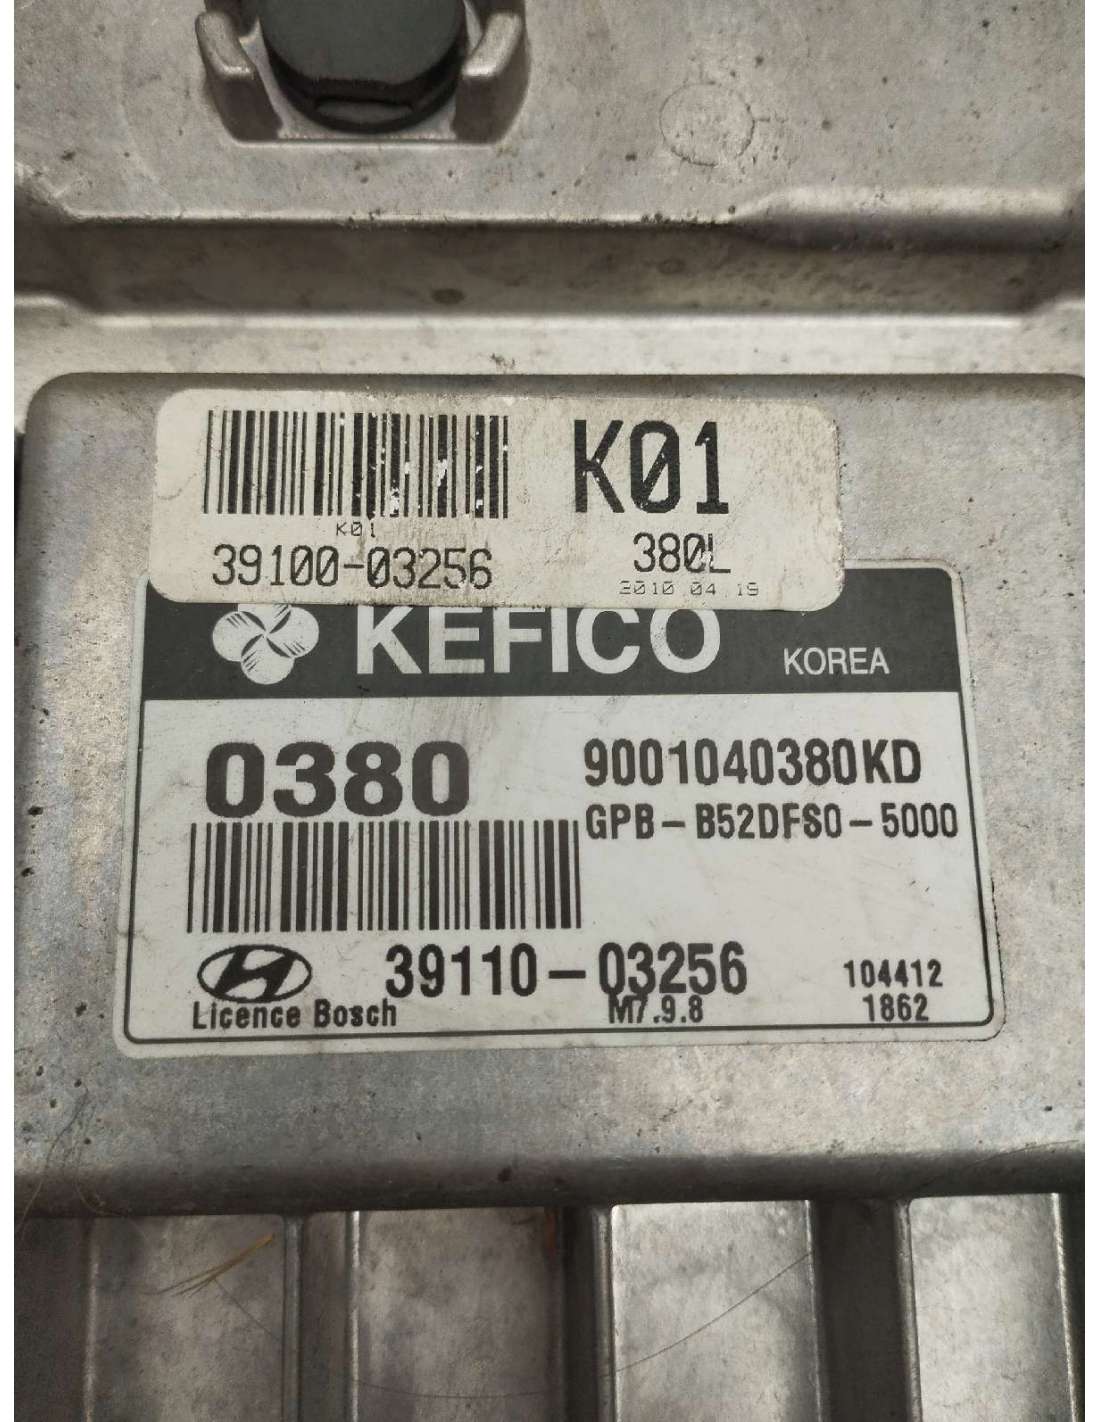 K01
K01
39100-03256
380L
2010.04.19
KEFICO
KOREA
0380
9001040380KD
GPB-B52DFS0-5000
39110-03256
104412
Licence Bosch
M7.9.8
1862